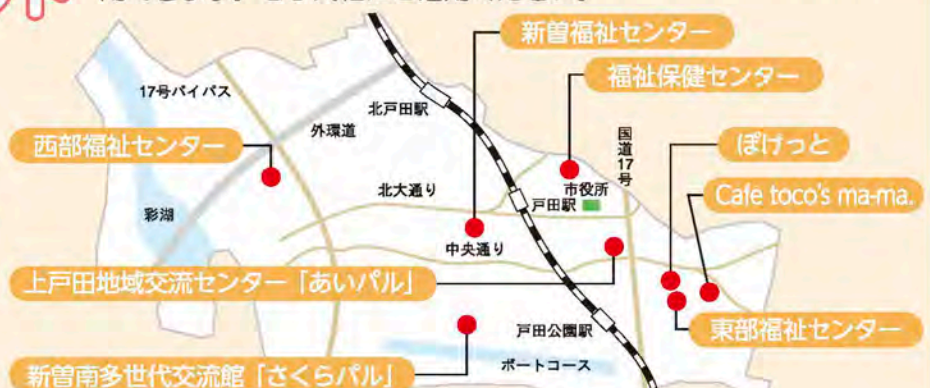 新曽福祉センター
福祉保健センター
17号バイパス
北戸田駅
外環道
国道17号
西部福祉センター
ぽけっと
北大通り
市役所
戸田駅
Cafe toco's ma-ma.
彩湖
中央通り
上戸田地域交流センター「あいパル」
東部福祉センター
戸田公園駅
ボートコース
新曽南多世代交流館「さくらパル」